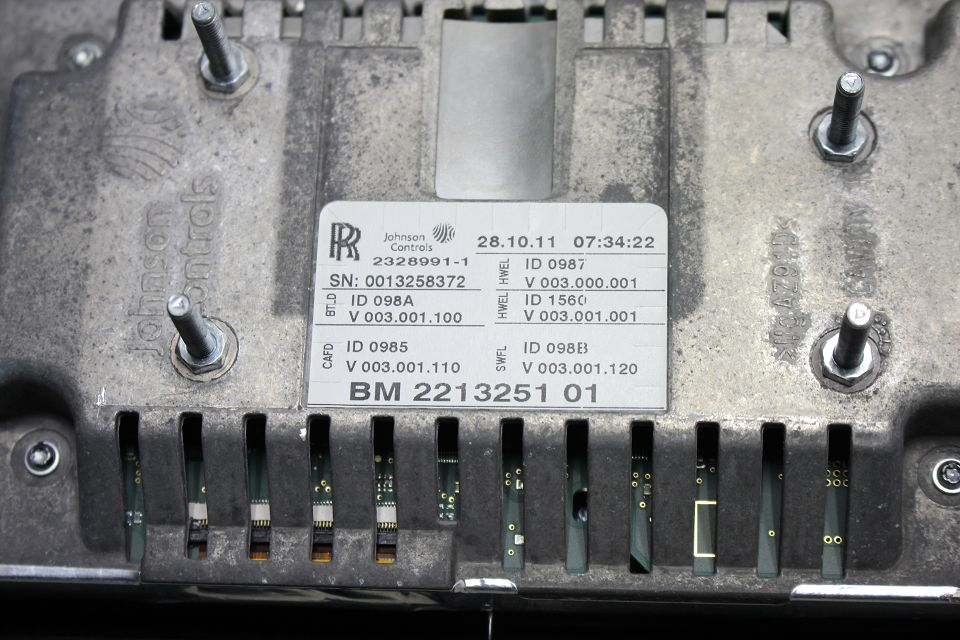 RR
Johnson
Controls
28.10.11 07:34:22
2328991-1
SN: 0013258372
HWEL
ID 0987
V 003.000.001
BTLD
ID 098A
V 003.001.100
HWEL
ID 1560
V 003.001.001
CAFD
ID 0985
V 003.001.110
SWFL
ID 098B
V 003.001.120
BM 2213251 01
Johnson
Controls
>MgAZ91D<